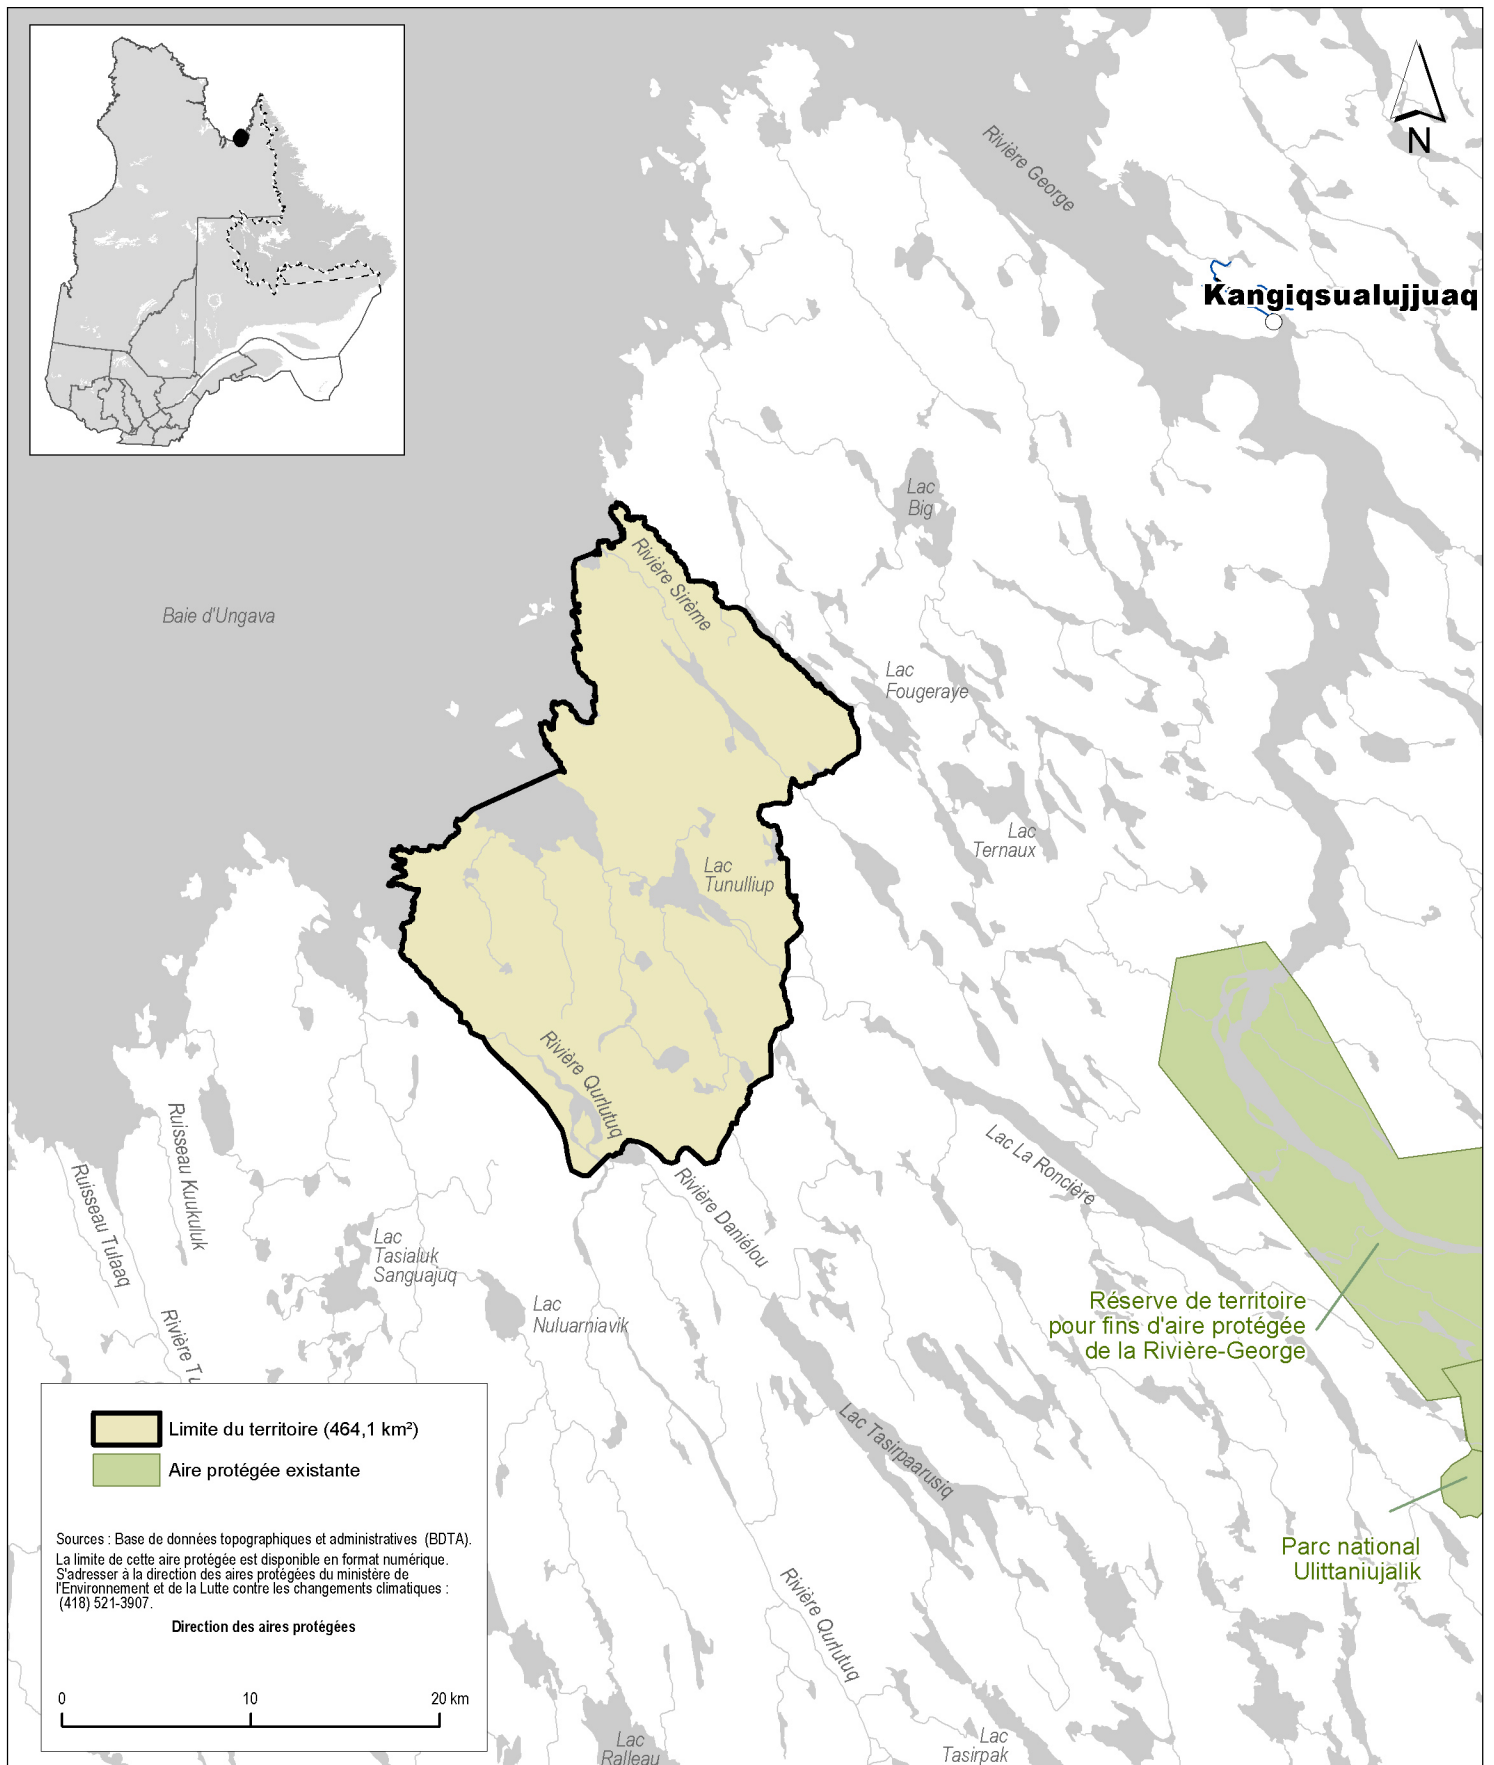 Rivière George
N
Kangiqsualujjuaq
Lac
Big
Rivière Sirème
Baie d'Ungava
Lac
Fougeraye
Lac
Ternaux
Lac
Tunulliup
Rivière Qurlutuq
Ruisseau Kuukuluk
Ruisseau Tulaaq
Lac La Roncière
Rivière Daniélou
Lac
Tasialuk
Sanguajuq
Lac
Nuluarniavik
Rivière Tu
Réserve de territoire
pour fins d'aire protégée
de la Rivière-George
Lac Tasirpaarusiq
Parc national
Ulittaniujalik
Rivière Qurlutuq
Lac
Ralleau
Lac
Tasirpak
Limite du territoire (464,1 km²)
Aire protégée existante
Sources : Base de données topographiques et administratives (BDTA).
La limite de cette aire protégée est disponible en format numérique.
S'adresser à la direction des aires protégées du ministère de
l'Environnement et de la Lutte contre les changements climatiques :
(418) 521-3907.
Direction des aires protégées
0 10 20 km